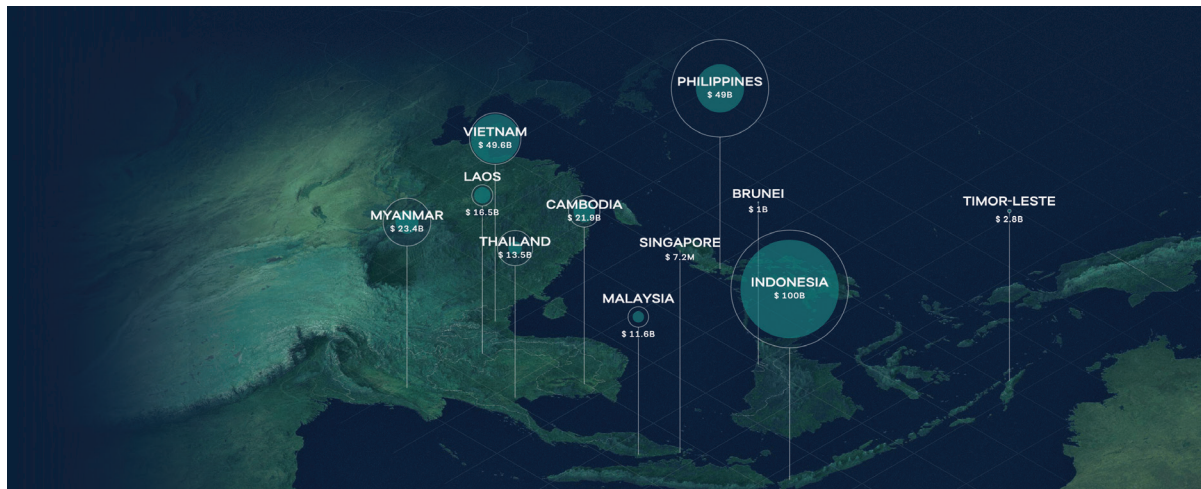 PHILIPPINES
$ 49B
VIETNAM
$ 49.6B
LAOS
$ 16.5B
MYANMAR
$ 23.4B
CAMBODIA
$ 21.9B
THAILAND
$ 13.5B
BRUNEI
$ 1B
TIMOR-LESTE
$ 2.8B
SINGAPORE
$ 7.2M
INDONESIA
$ 100B
MALAYSIA
$ 11.6B